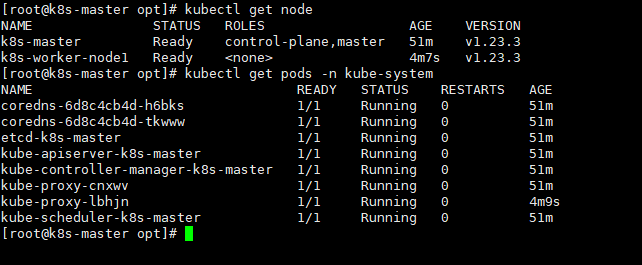 [root@k8s-master opt]# kubectl get node
NAME               STATUS   ROLES                  AGE    VERSION
k8s-master         Ready    control-plane,master   51m    v1.23.3
k8s-worker-node1   Ready    <none>                 4m7s   v1.23.3
[root@k8s-master opt]# kubectl get pods -n kube-system
NAME                                 READY   STATUS    RESTARTS   AGE
coredns-6d8c4cb4d-h6bks              1/1     Running   0          51m
coredns-6d8c4cb4d-tkwww              1/1     Running   0          51m
etcd-k8s-master                      1/1     Running   0          51m
kube-apiserver-k8s-master            1/1     Running   0          51m
kube-controller-manager-k8s-master   1/1     Running   0          51m
kube-proxy-cnxwv                     1/1     Running   0          51m
kube-proxy-lbhjn                     1/1     Running   0          4m9s
kube-scheduler-k8s-master            1/1     Running   0          51m
[root@k8s-master opt]#